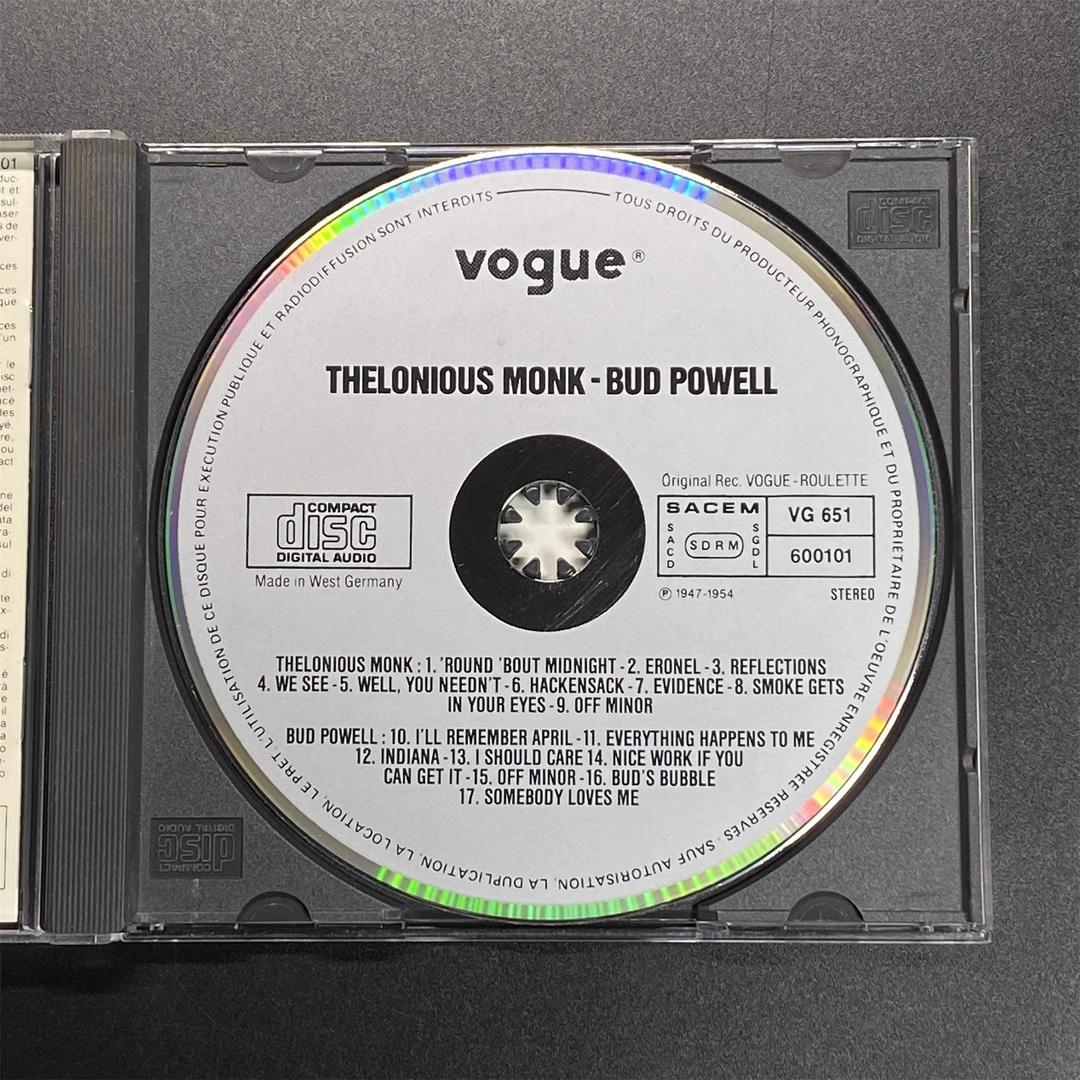 vogue®
THELONIOUS MONK - BUD POWELL
COMPACT
disc
DIGITAL AUDIO
Made in West Germany
Original Rec. VOGUE - ROULETTE
SACEM
SACD
SDRM
SGDL
VG 651
600101
℗ 1947-1954
STEREO
THELONIOUS MONK : 1. 'ROUND 'BOUT MIDNIGHT - 2. ERONEL - 3. REFLECTIONS
4. WE SEE - 5. WELL, YOU NEEDN'T - 6. HACKENSACK - 7. EVIDENCE - 8. SMOKE GETS
IN YOUR EYES - 9. OFF MINOR
BUD POWELL : 10. I'LL REMEMBER APRIL - 11. EVERYTHING HAPPENS TO ME
12. INDIANA - 13. I SHOULD CARE 14. NICE WORK IF YOU
CAN GET IT - 15. OFF MINOR - 16. BUD'S BUBBLE
17. SOMEBODY LOVES ME
TOUS DROITS DU PRODUCTEUR PHONOGRAPHIQUE ET DU PROPRIETAIRE DE L'OEUVRE ENREGISTREE RESERVES - SAUF AUTORISATION, LA DUPLICATION, LA LOCATION, LE PRET, L'UTILISATION DE CE DISQUE POUR EXECUTION PUBLIQUE ET RADIODIFFUSION SONT INTERDITS
COMPACT
disc
DIGITAL AUDIO
COMPACT
disc
DIGITAL AUDIO